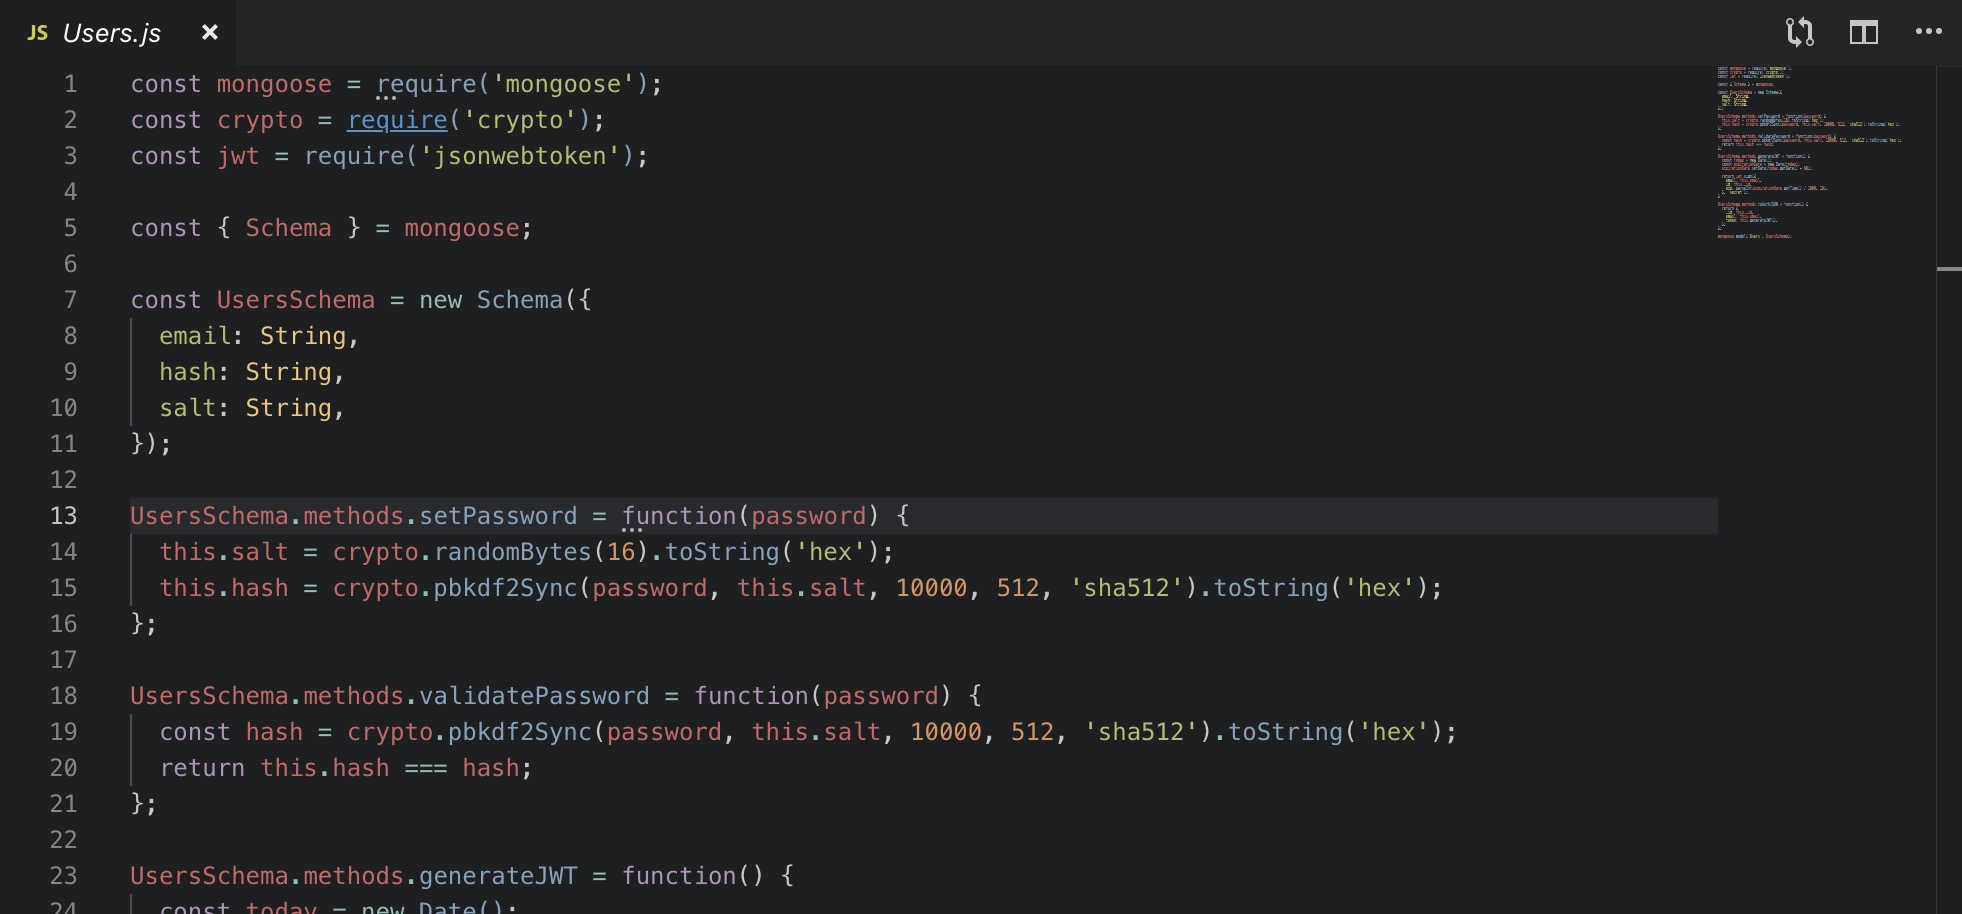 JS Users.js
1 const mongoose = require('mongoose');
2 const crypto = require('crypto');
3 const jwt = require('jsonwebtoken');
4
5 const { Schema } = mongoose;
6
7 const UsersSchema = new Schema({
8   email: String,
9   hash: String,
10   salt: String,
11 });
12
13 UsersSchema.methods.setPassword = function(password) {
14   this.salt = crypto.randomBytes(16).toString('hex');
15   this.hash = crypto.pbkdf2Sync(password, this.salt, 10000, 512, 'sha512').toString('hex');
16 };
17
18 UsersSchema.methods.validatePassword = function(password) {
19   const hash = crypto.pbkdf2Sync(password, this.salt, 10000, 512, 'sha512').toString('hex');
20   return this.hash === hash;
21 };
22
23 UsersSchema.methods.generateJWT = function() {
24   const today = new Date();